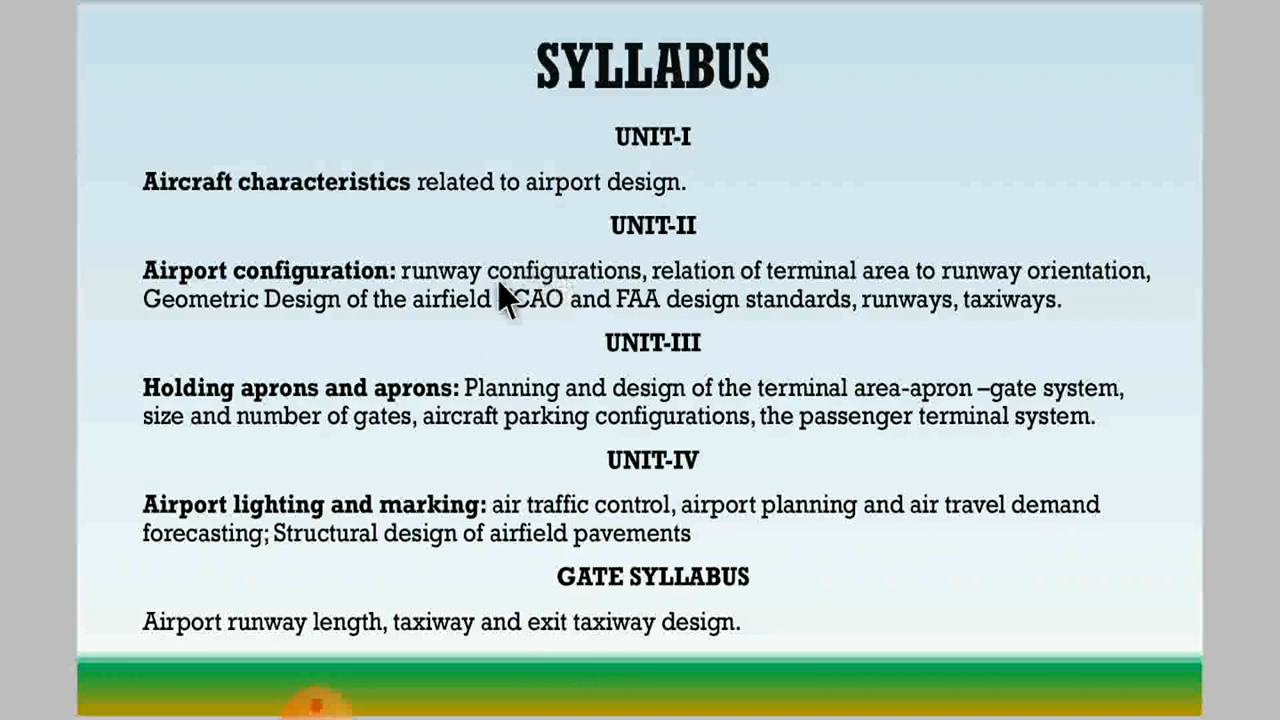 SYLLABUS
UNIT-I
Aircraft characteristics related to airport design.
UNIT-II
Airport configuration: runway configurations, relation of terminal area to runway orientation,
Geometric Design of the airfield CAO and FAA design standards, runways, taxiways.
UNIT-III
Holding aprons and aprons: Planning and design of the terminal area-apron –gate system,
size and number of gates, aircraft parking configurations, the passenger terminal system.
UNIT-IV
Airport lighting and marking: air traffic control, airport planning and air travel demand
forecasting; Structural design of airfield pavements
GATE SYLLABUS
Airport runway length, taxiway and exit taxiway design.